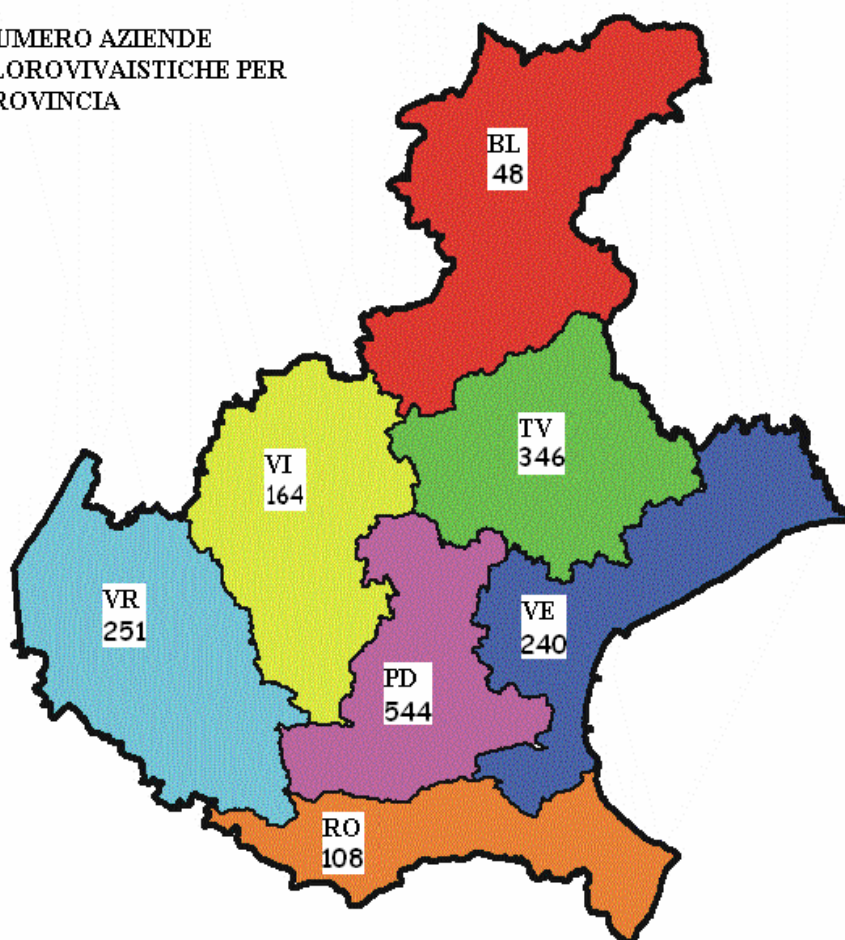 UMERO AZIENDE
LOROVIVAISTICHE PER
ROVINCIA
BL
48
TV
346
VI
164
VR
251
VE
240
PD
544
RO
108